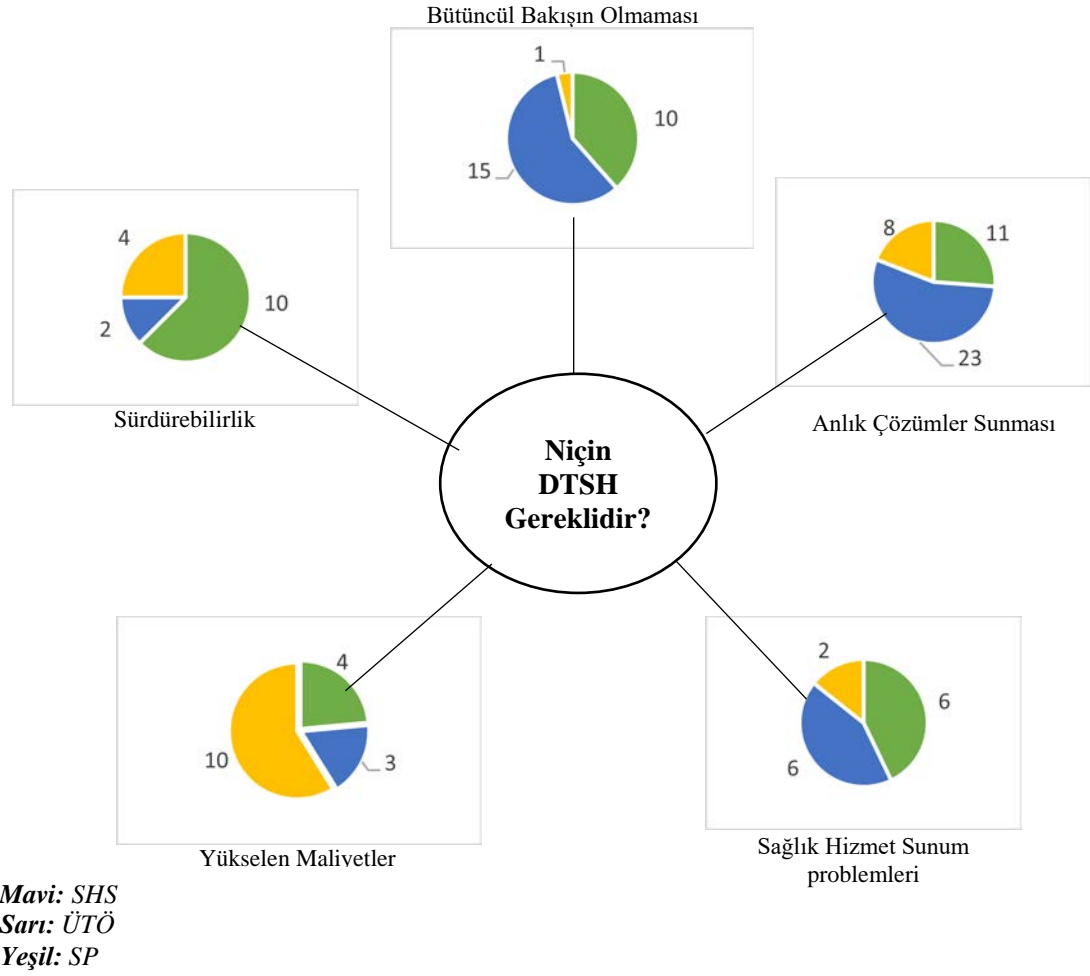 Bütüncül Bakışın Olmaması
1
10
15
4
10
2
Sürdürebilirlik
8
11
23
Anlık Çözümler Sunması
Niçin
DTSH
Gereklidir?
4
10
3
Yükselen Maliyetler
2
6
6
Sağlık Hizmet Sunum
problemleri
Mavi: SHS
Sarı: ÜTÖ
Yeşil: SP